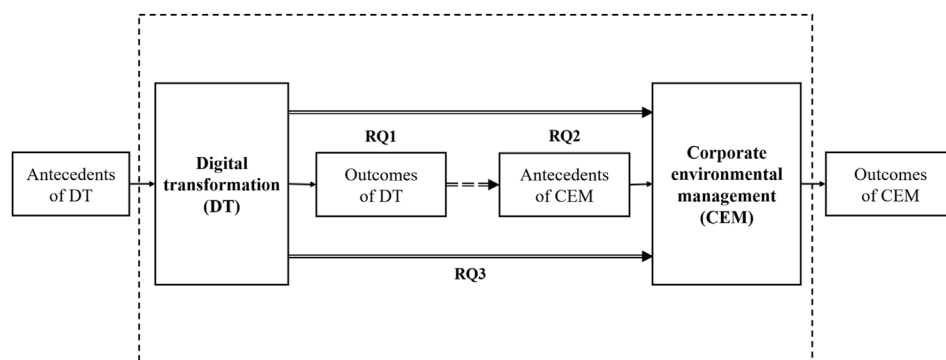 Antecedents
of DT
Digital
transformation
(DT)
RQ1
Outcomes
of DT
RQ2
Antecedents
of CEM
RQ3
Corporate
environmental
management
(CEM)
Outcomes
of CEM